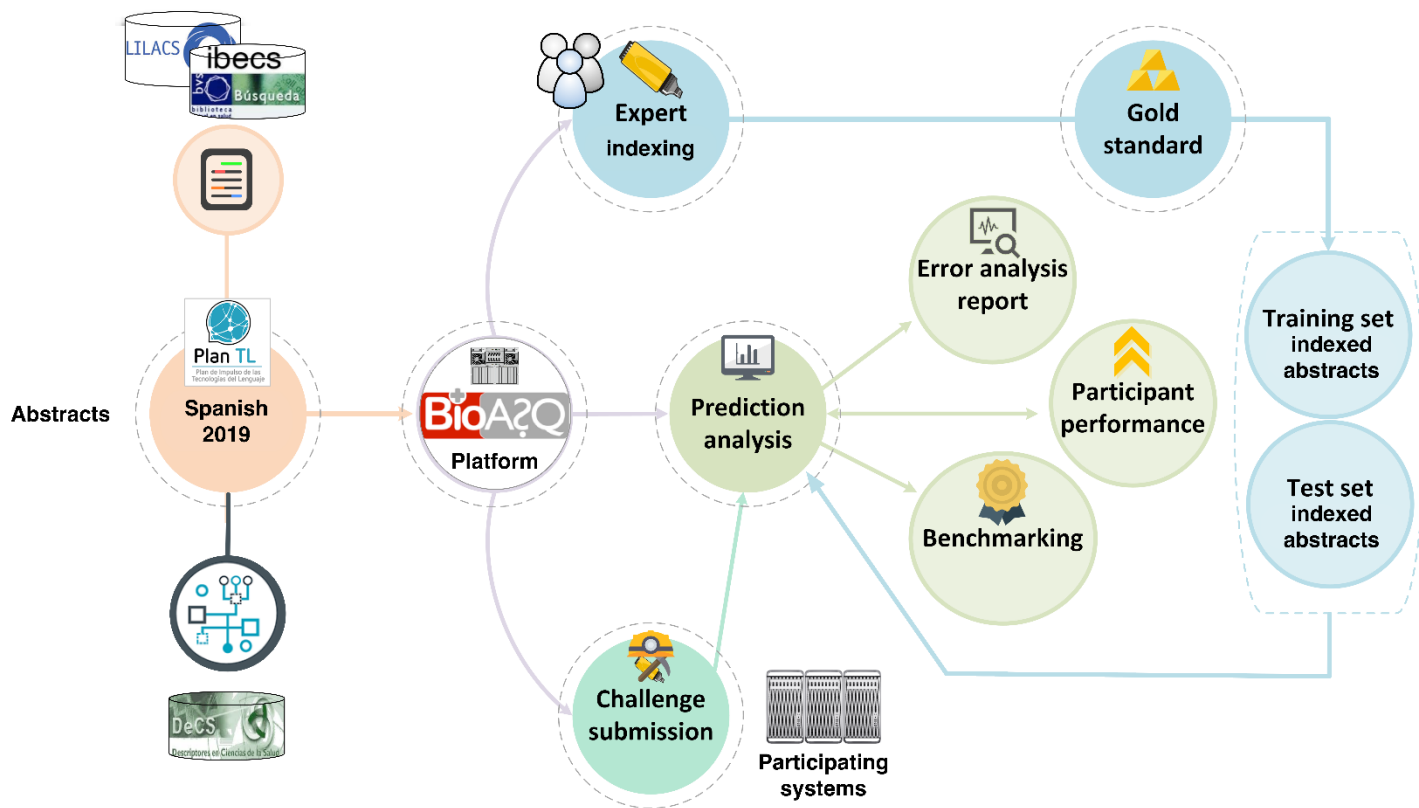 LILACS
ibecs
bvs
Búsqueda
biblioteca
Expert
indexing
Gold
standard
Error analysis
report
Training set
indexed
abstracts
Plan TL
Plan de Impulso de las
Tecnologías del Lenguaje
Abstracts
Spanish
2019
BioASQ
Platform
Prediction
analysis
Participant
performance
Test set
indexed
abstracts
Benchmarking
DeCS
Descriptores en Ciencias de la Salud
Challenge
submission
Participating
systems